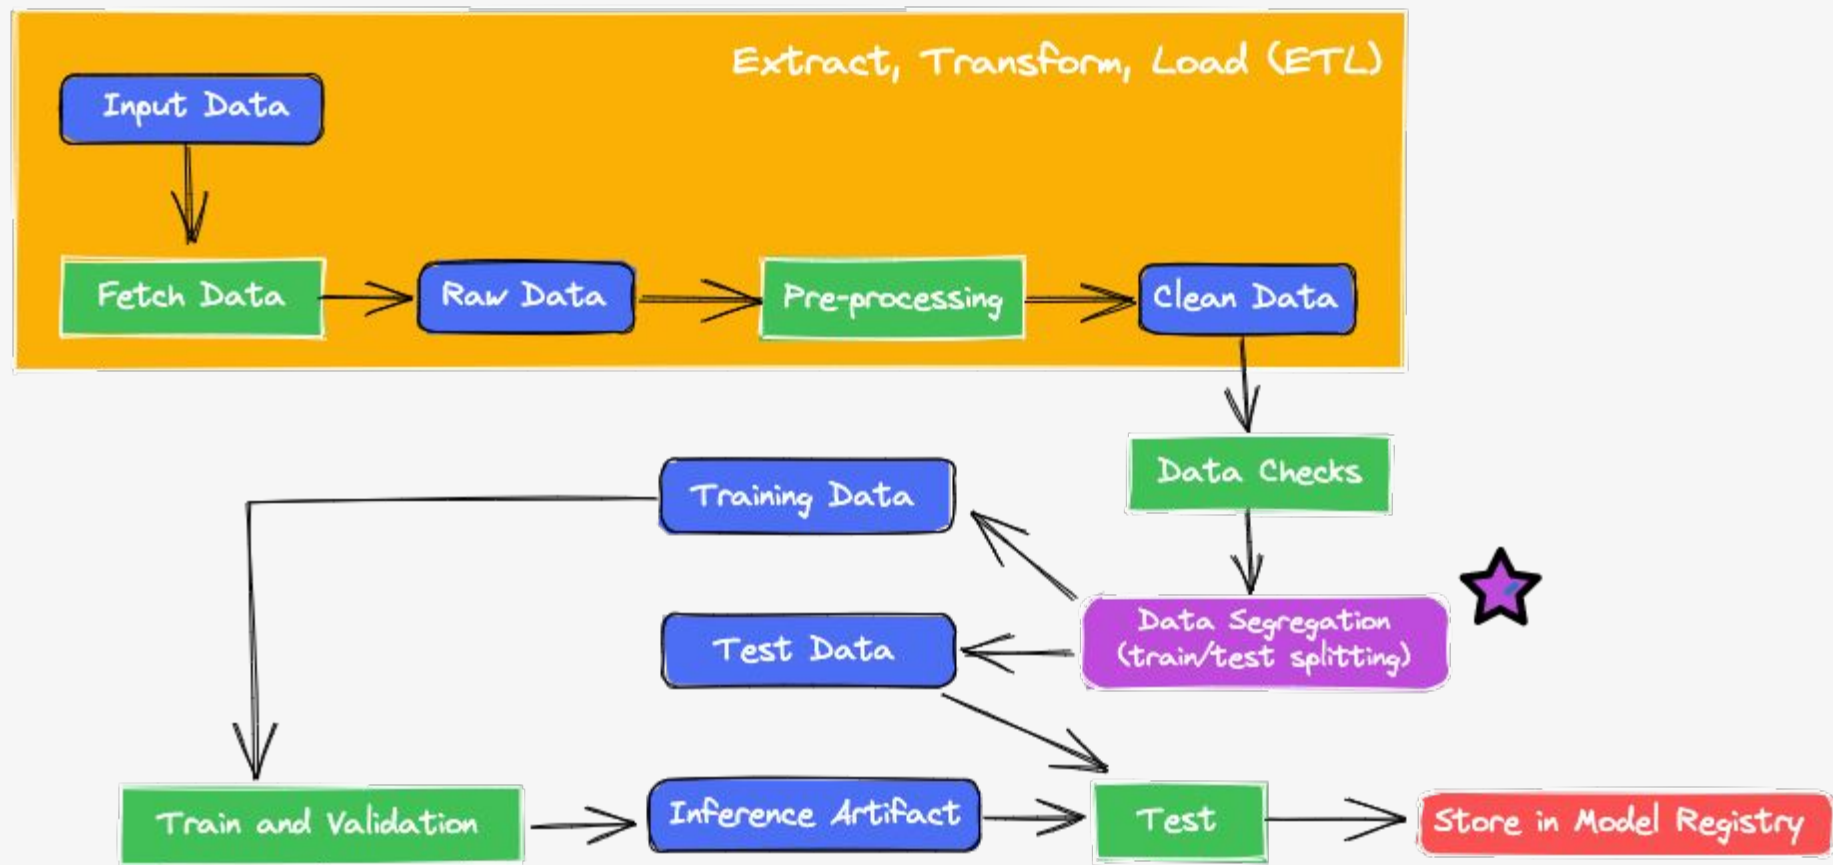 Extract, Transform, Load (ETL)
Input Data
Fetch Data
Raw Data
Pre-processing
Clean Data
Data Checks
Training Data
Data Segregation
(train/test splitting)
Test Data
Train and Validation
Inference Artifact
Test
Store in Model Registry